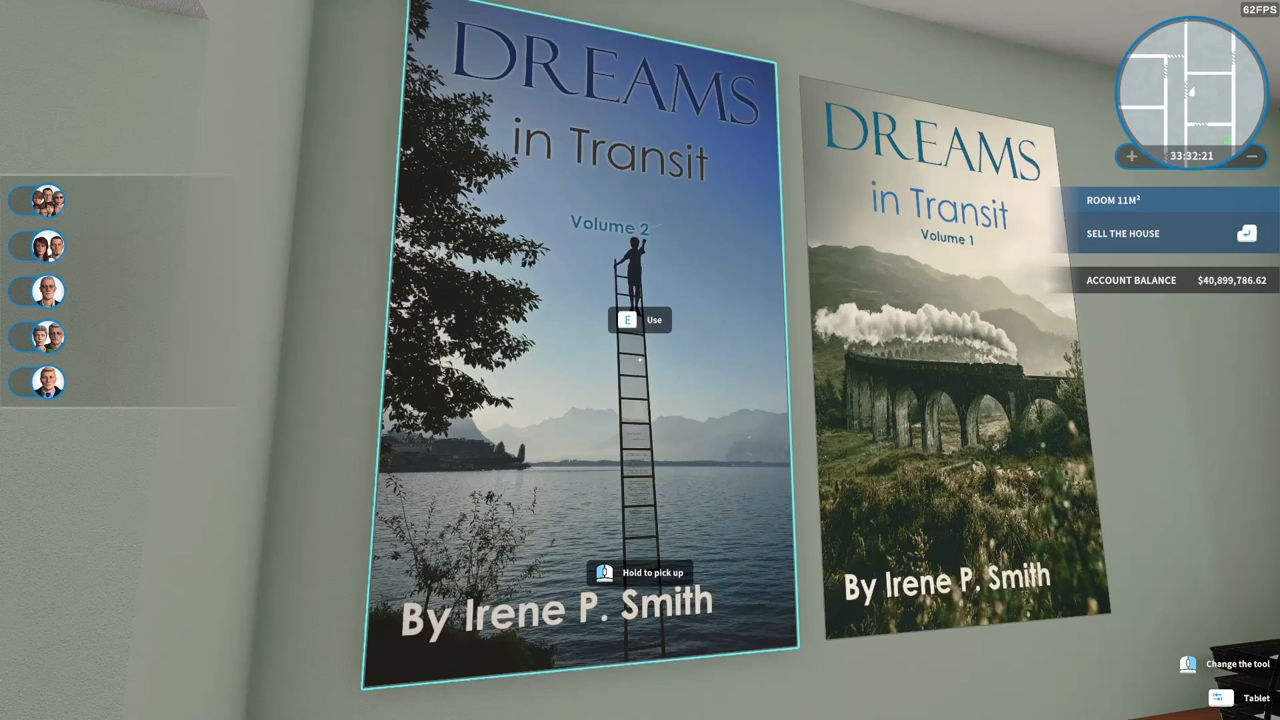 62FPS
DREAMS
in Transit
Volume 2
E Use
Hold to pick up
By Irene P. Smith
DREAMS
in Transit
Volume 1
By Irene P. Smith
+ 33:32:21 −
ROOM 11M²
SELL THE HOUSE
ACCOUNT BALANCE $40,899,786.62
Change the tool
Tablet